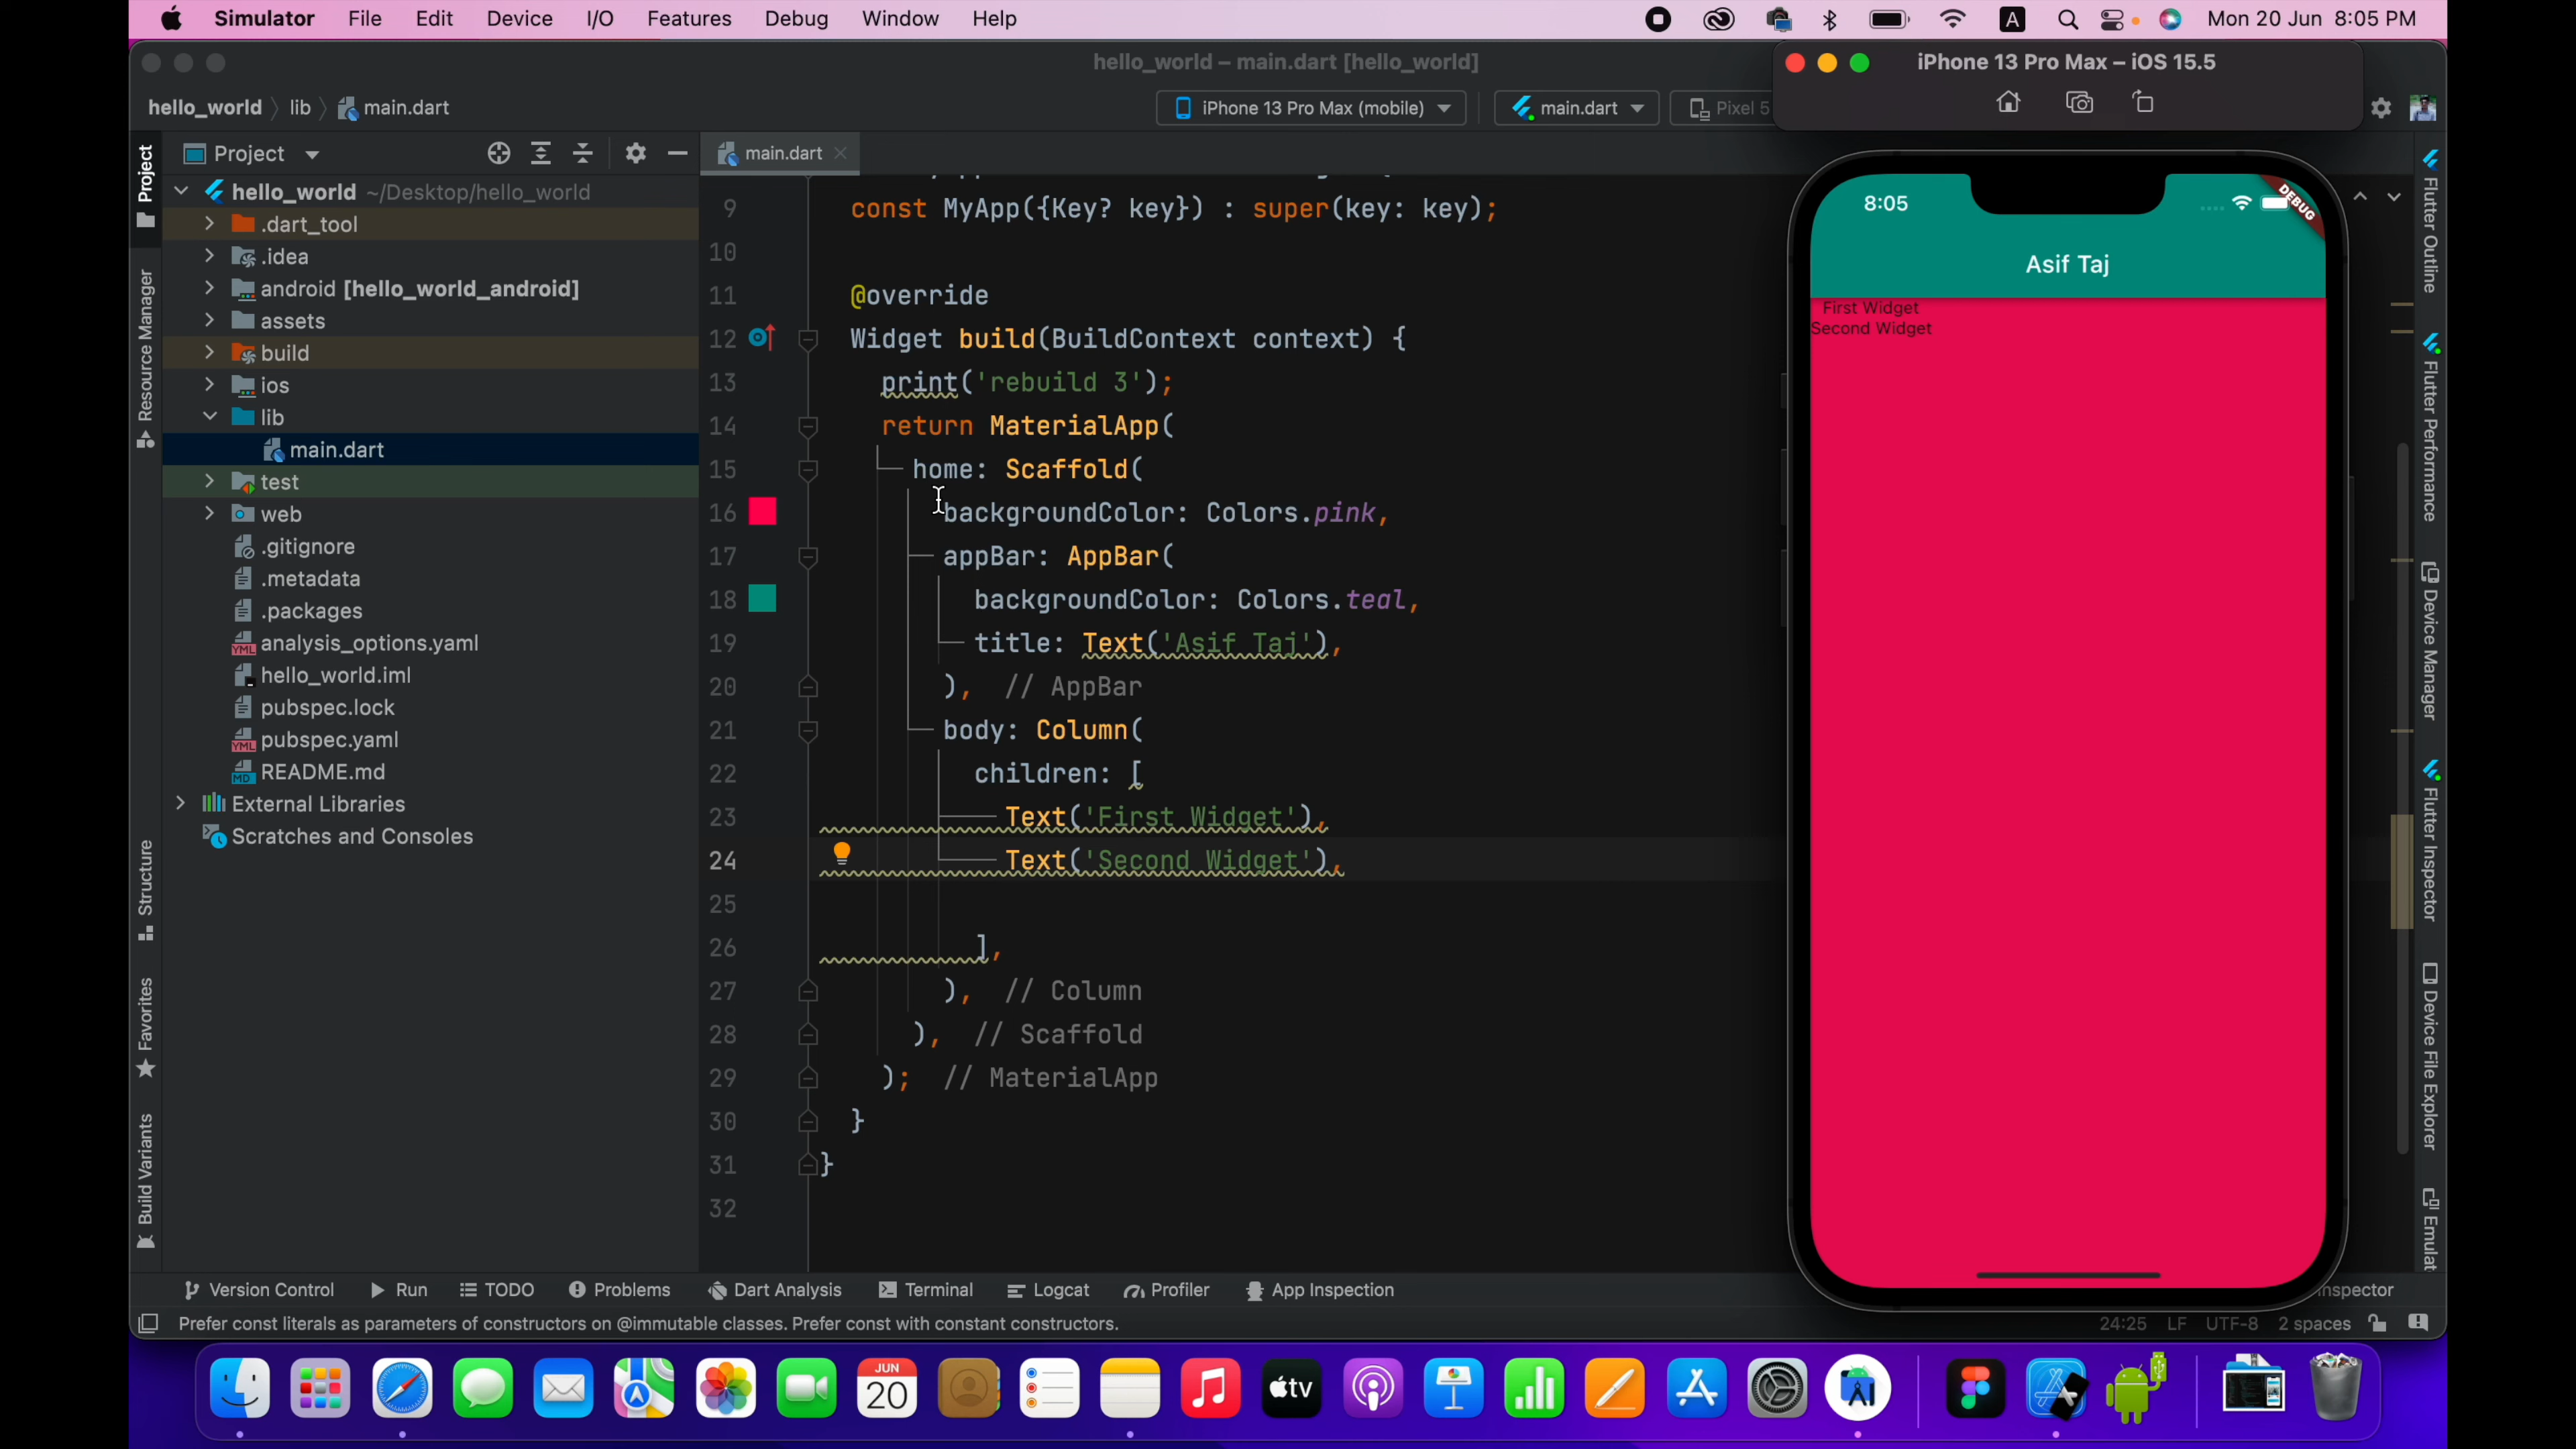 Simulator File Edit Device I/O Features Debug Window Help
A Mon 20 Jun 8:05 PM
hello_world – main.dart [hello_world]
iPhone 13 Pro Max – iOS 15.5
hello_world lib main.dart
iPhone 13 Pro Max (mobile) main.dart Pixel 5
Project
main.dart
hello_world ~/Desktop/hello_world
.dart_tool
.idea
android [hello_world_android]
assets
build
ios
lib
main.dart
test
web
.gitignore
.metadata
.packages
analysis_options.yaml
hello_world.iml
pubspec.lock
pubspec.yaml
README.md
External Libraries
Scratches and Consoles
Project
Resource Manager
Structure
Favorites
Build Variants
9 const MyApp({Key? key}) : super(key: key);
10
11 @override
12 Widget build(BuildContext context) {
13 print('rebuild 3');
14 return MaterialApp(
15 home: Scaffold(
16 backgroundColor: Colors.pink,
17 appBar: AppBar(
18 backgroundColor: Colors.teal,
19 title: Text('Asif Taj'),
20 ), // AppBar
21 body: Column(
22 children: [
23 Text('First Widget'),
24 Text('Second Widget'),
25
26 ],
27 ), // Column
28 ), // Scaffold
29 ); // MaterialApp
30 }
31 }
32
8:05
DEBUG
Asif Taj
First Widget
Second Widget
Flutter Outline
Flutter Performance
Device Manager
Flutter Inspector
Device File Explorer
Emulat
Version Control Run TODO Problems Dart Analysis Terminal Logcat Profiler App Inspection
nspector
Prefer const literals as parameters of constructors on @immutable classes. Prefer const with constant constructors.
24:25 LF UTF-8 2 spaces
JUN
20
tv